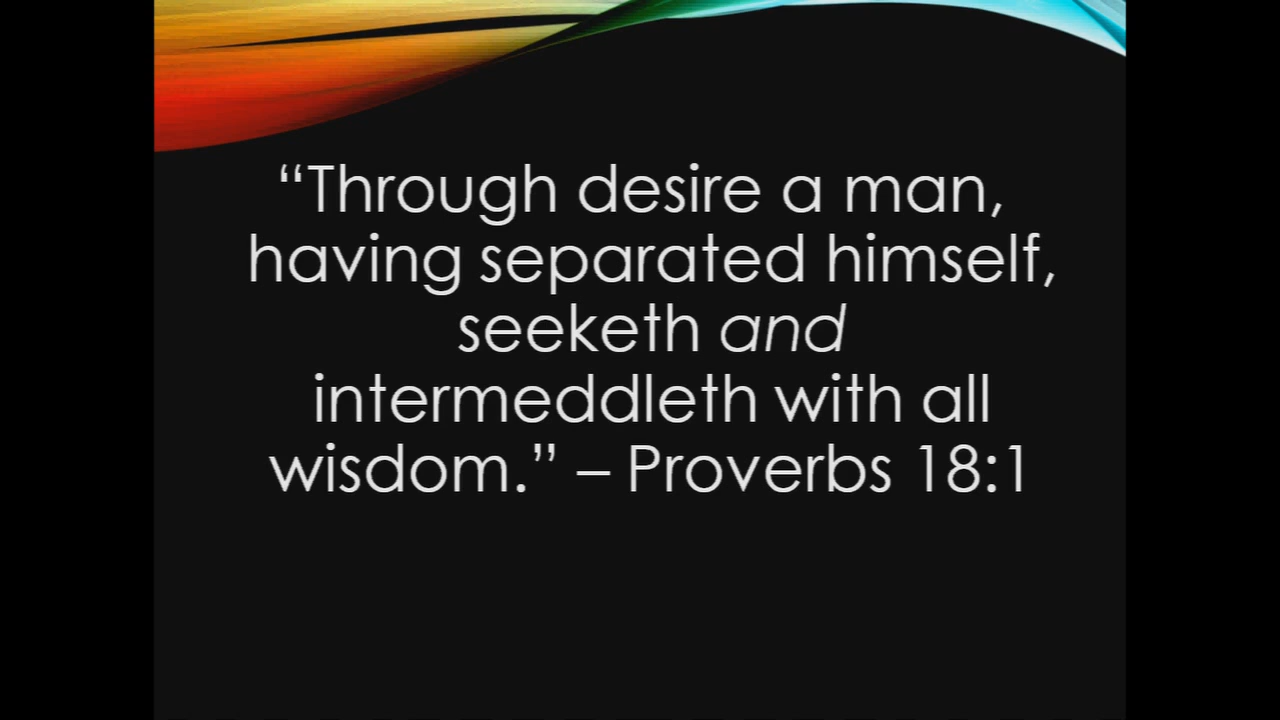 “Through desire a man,
having separated himself,
seeketh and
intermeddleth with all
wisdom.” – Proverbs 18:1